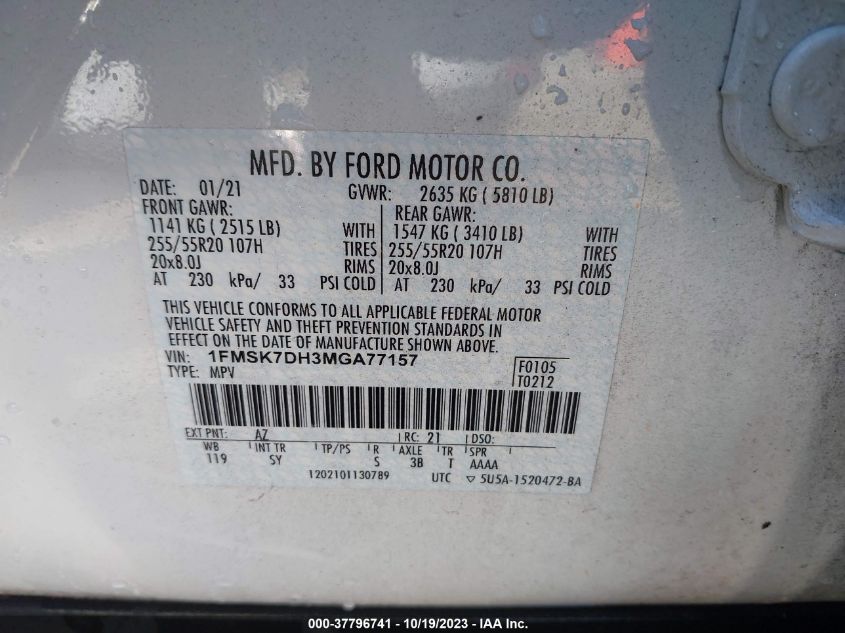 MFD. BY FORD MOTOR CO.
DATE: 01/21 GVWR: 2635 KG ( 5810 LB)
FRONT GAWR: REAR GAWR:
1141 KG ( 2515 LB) WITH 1547 KG ( 3410 LB) WITH
255/55R20 107H TIRES 255/55R20 107H TIRES
20x8.0J RIMS 20x8.0J RIMS
AT 230 kPa/ 33 PSI COLD AT 230 kPa/ 33 PSI COLD
THIS VEHICLE CONFORMS TO ALL APPLICABLE FEDERAL MOTOR
VEHICLE SAFETY AND THEFT PREVENTION STANDARDS IN
EFFECT ON THE DATE OF MANUFACTURE SHOWN ABOVE.
VIN: 1FMSK7DH3MGA77157 F0105
TYPE: MPV T0212
EXT PNT: AZ RC: 21 DSO:
WB INT TR TP/PS R AXLE TR SPR
119 SY S 3B T AAAA
1202101130789 UTC ▽ 5U5A-1520472-BA
000-37796741 - 10/19/2023 - IAA Inc.